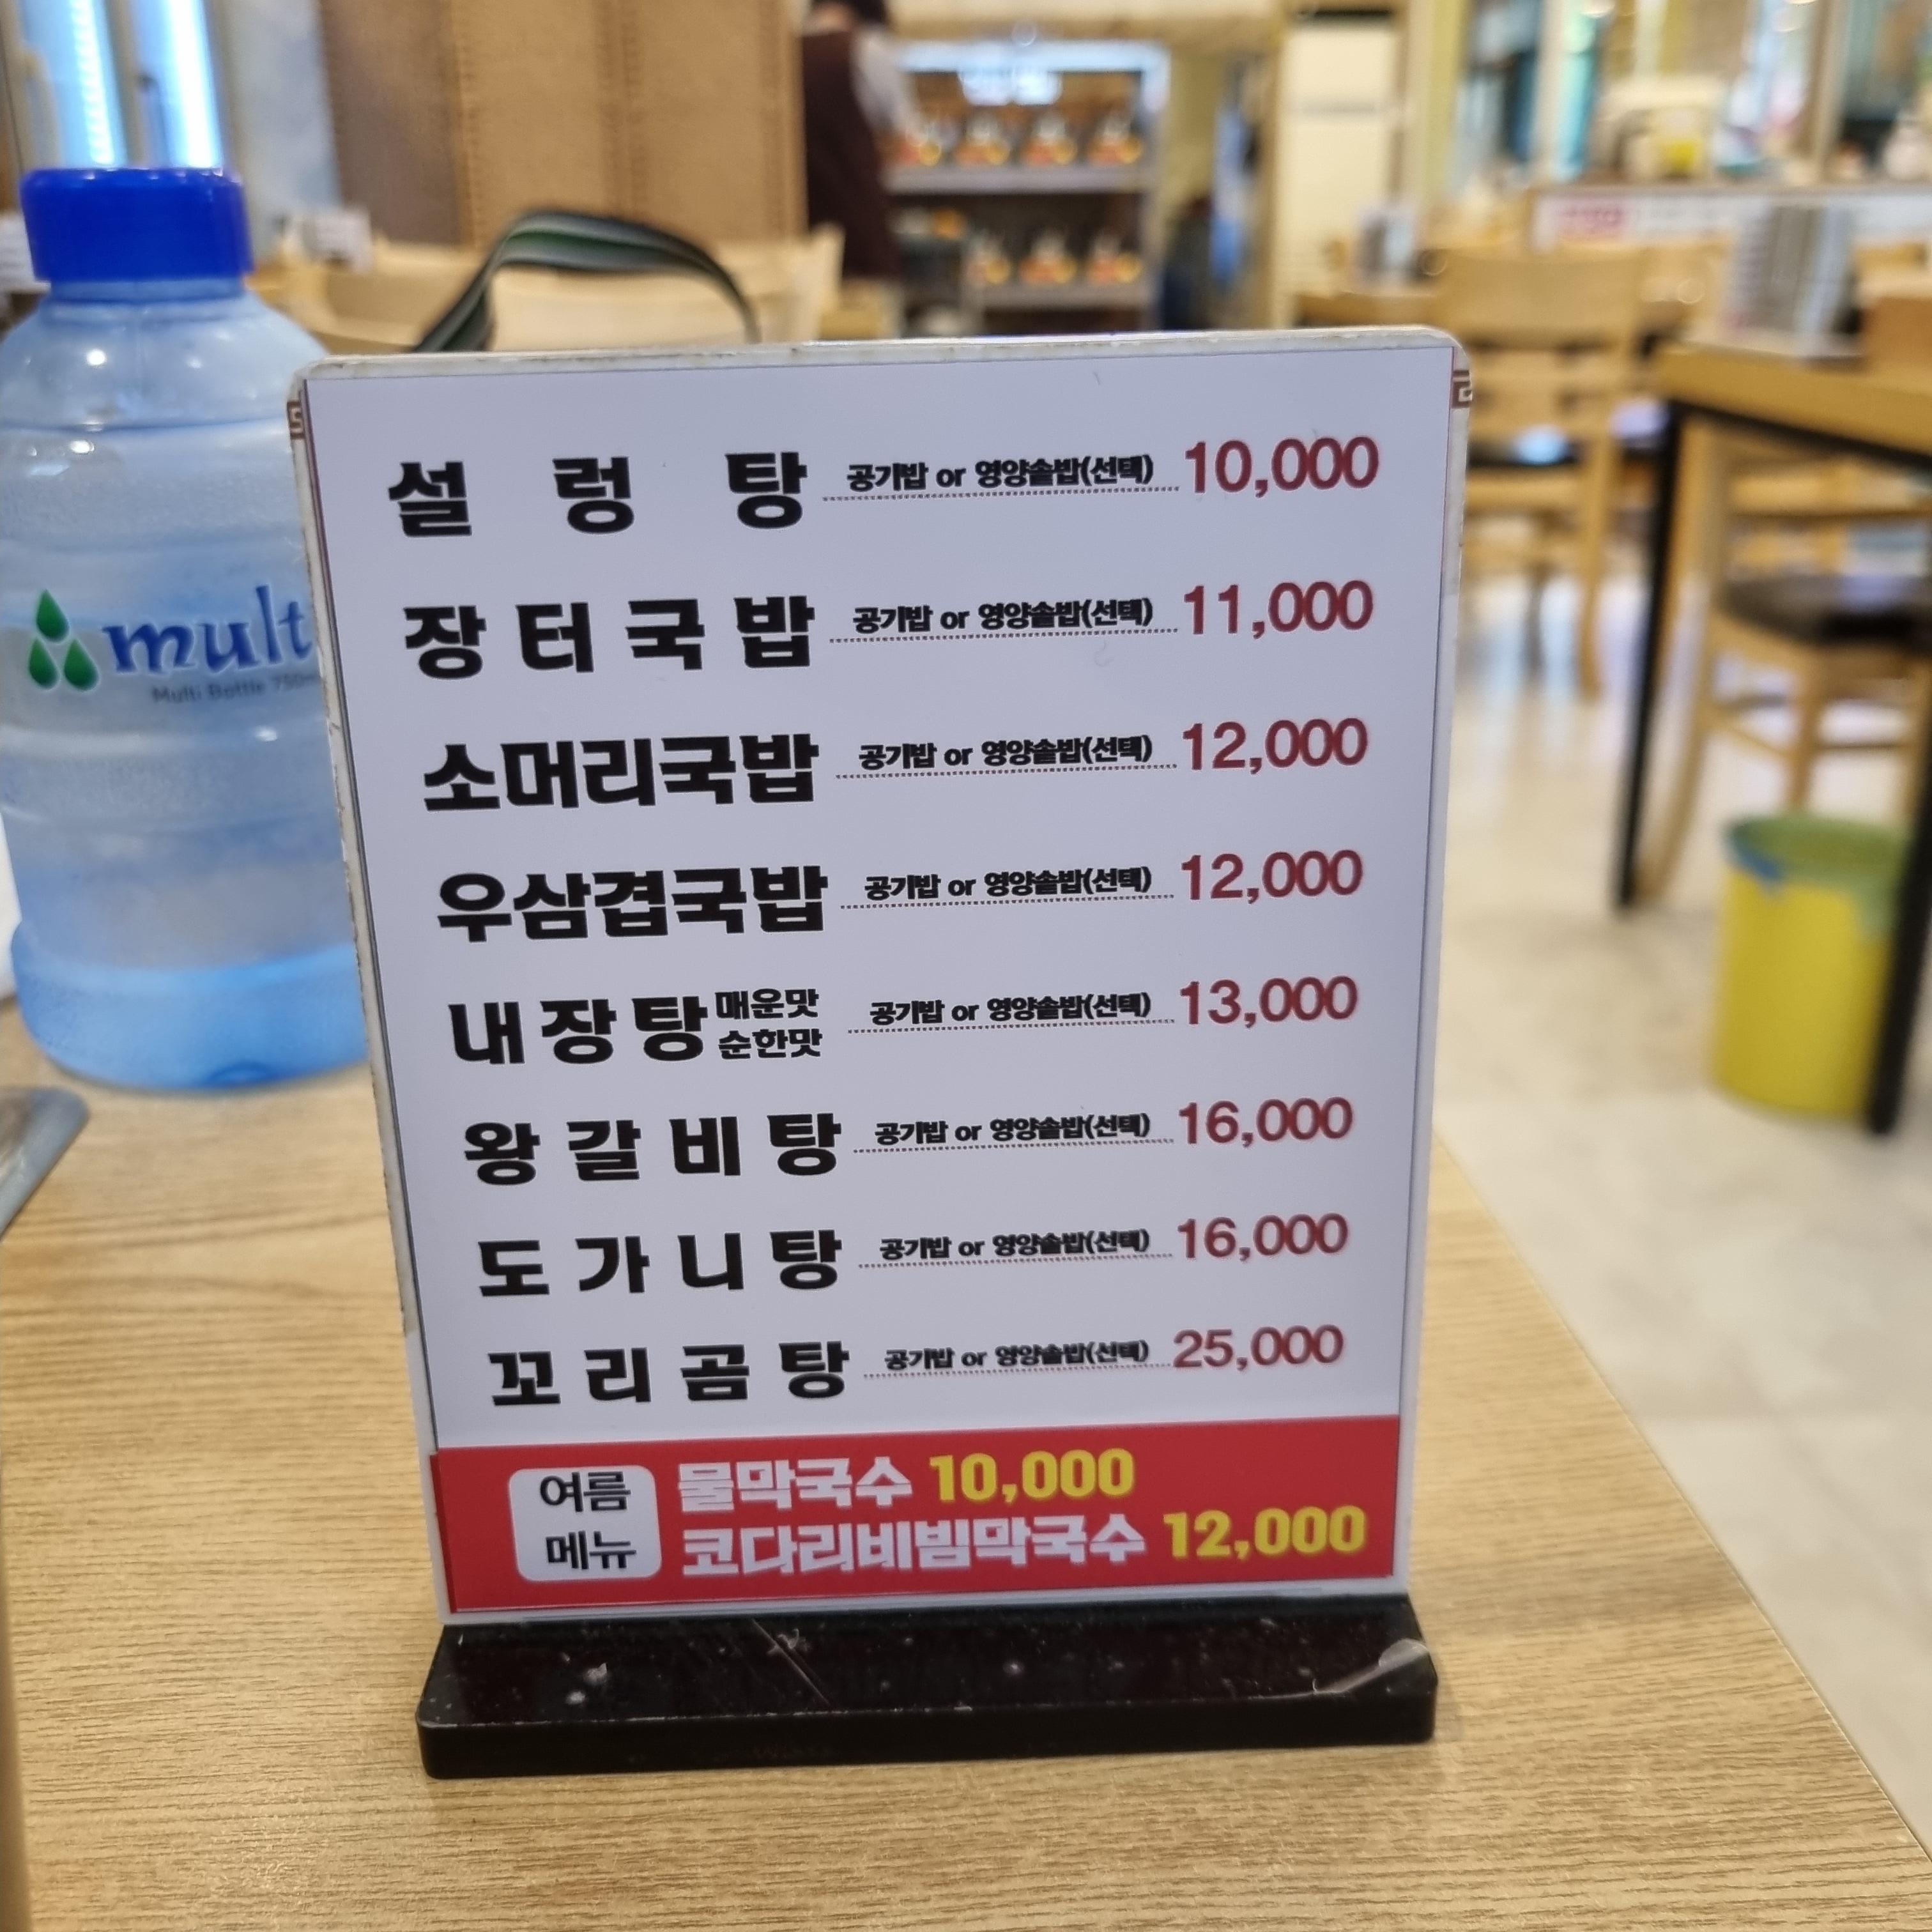 설렁탕 공기밥 or 영양솥밥(선택) 10,000
장터국밥 공기밥 or 영양솥밥(선택) 11,000
소머리국밥 공기밥 or 영양솥밥(선택) 12,000
우삼겹국밥 공기밥 or 영양솥밥(선택) 12,000
내장탕 매운맛 순한맛 공기밥 or 영양솥밥(선택) 13,000
왕갈비탕 공기밥 or 영양솥밥(선택) 16,000
도가니탕 공기밥 or 영양솥밥(선택) 16,000
꼬리곰탕 공기밥 or 영양솥밥(선택) 25,000
여름 메뉴
물막국수 10,000
코다리비빔막국수 12,000
mult
Multi Bottle 750m